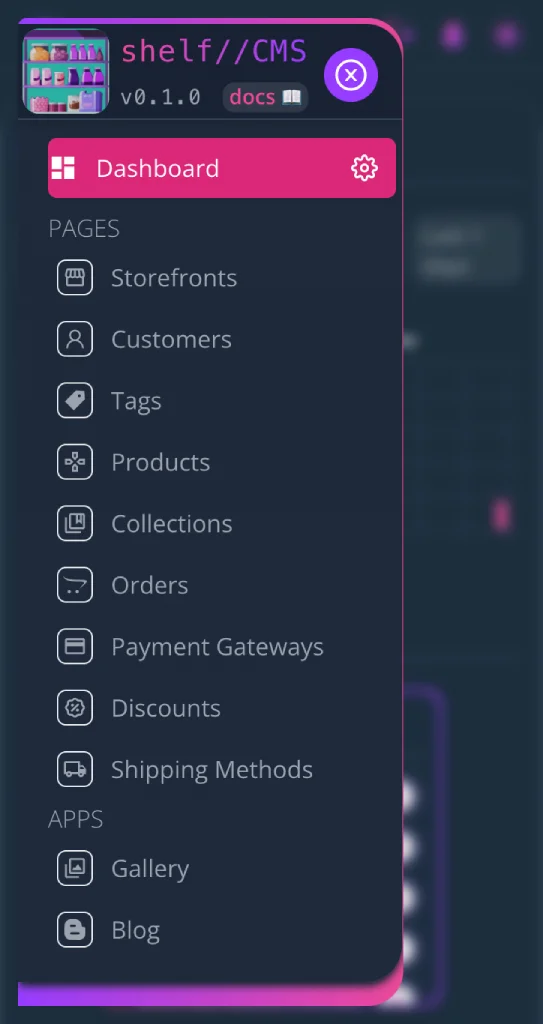 shelf//CMS
v0.1.0 docs
Dashboard
PAGES
Storefronts
Customers
Tags
Products
Collections
Orders
Payment Gateways
Discounts
Shipping Methods
APPS
Gallery
Blog